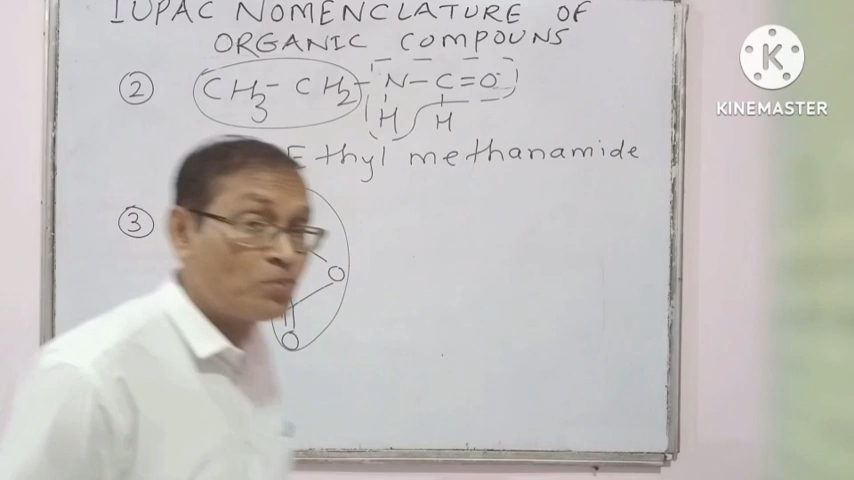 IUPAC NOMENCLATURE OF
ORGANIC COMPOUNS
② CH3- CH2- N-C=O
H H
Ethyl methanamide
③
O
O
K
KINEMASTER